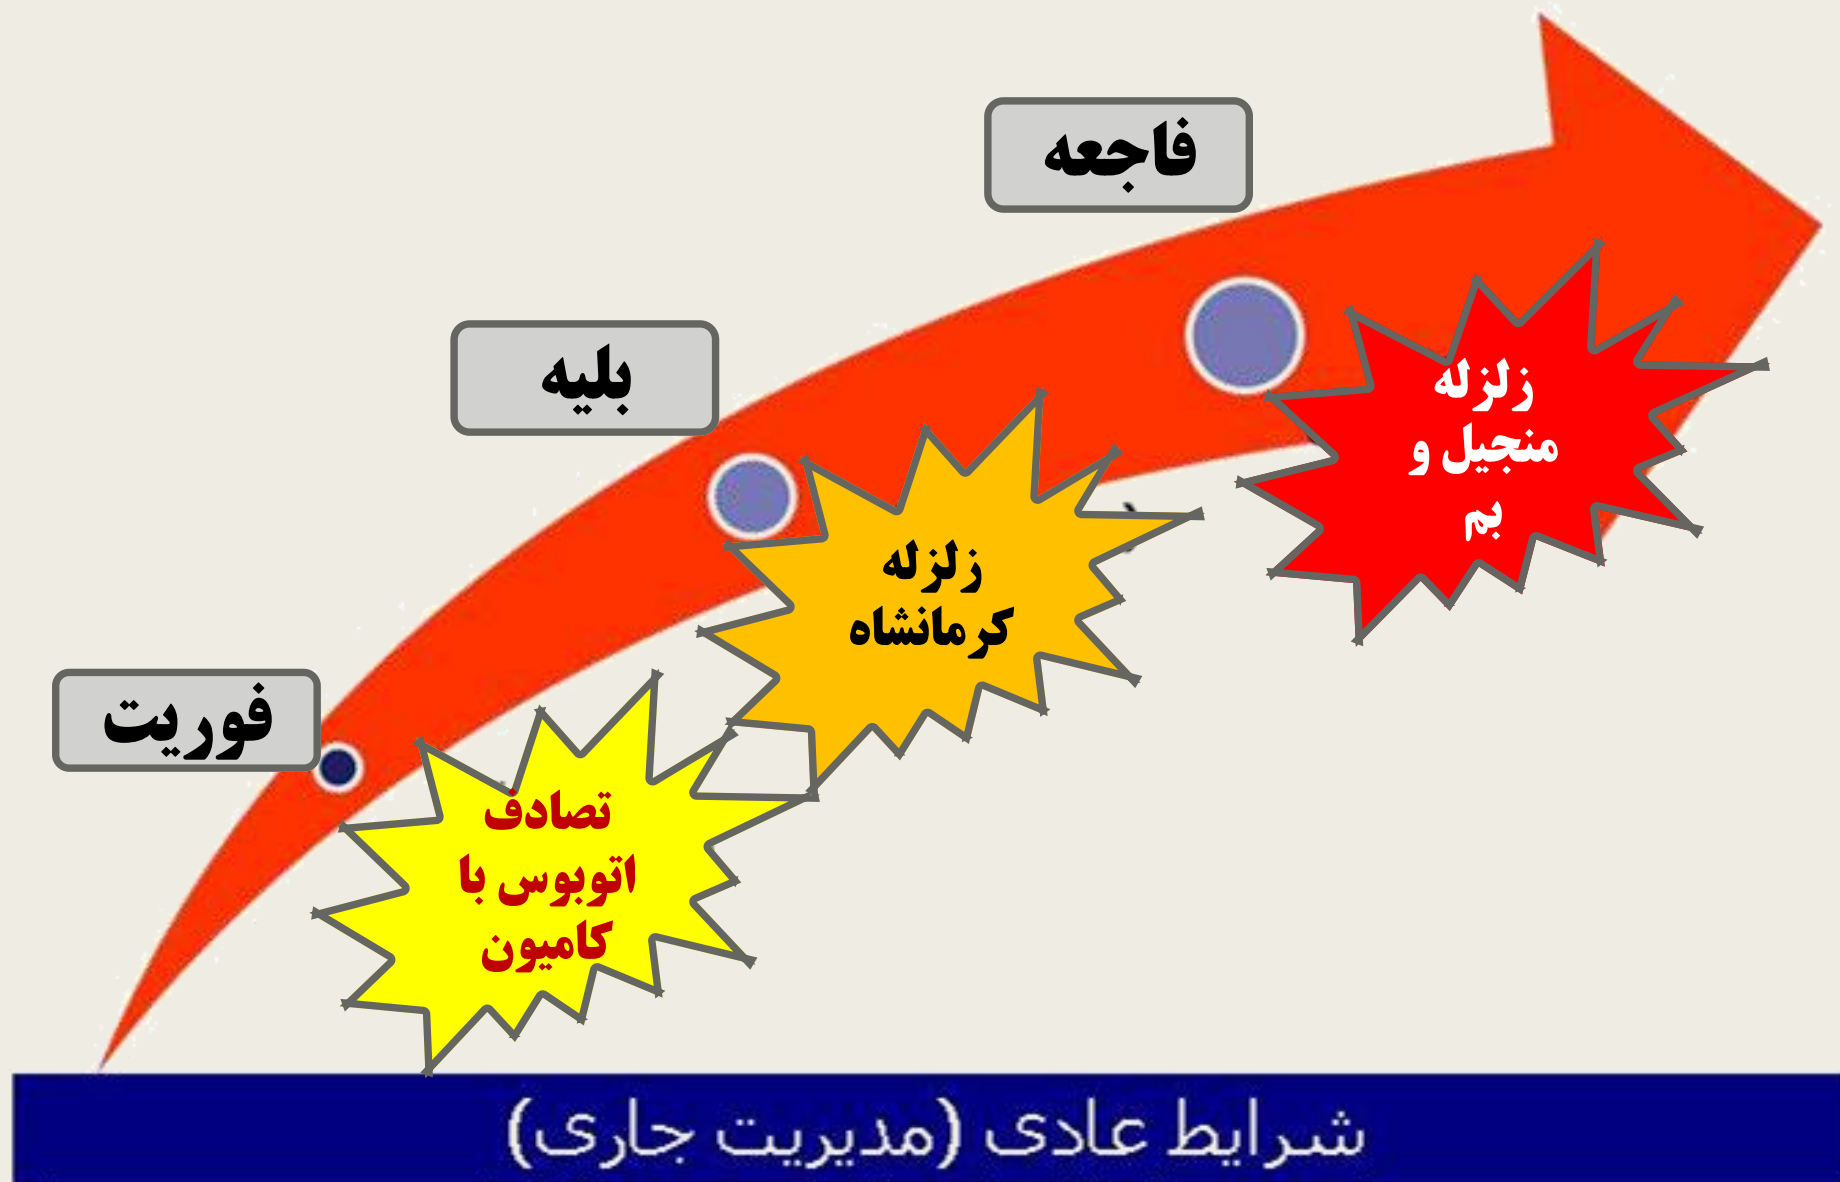 فاجعه
بلیه
زلزله
منجیل و
بم
زلزله
کرمانشاه
فوریت
تصادف
اتوبوس با
کامیون
شرایط عادی (مدیریت جاری)